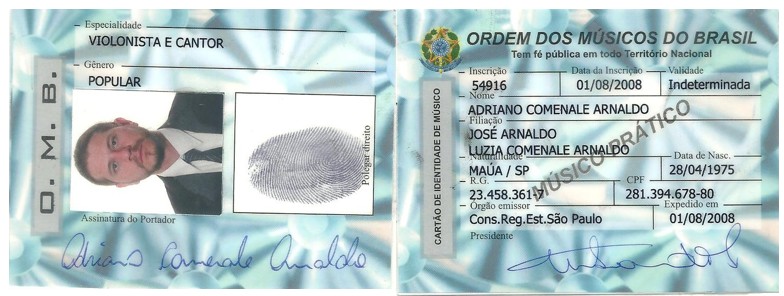 Especialidade
VIOLONISTA E CANTOR
Gênero
POPULAR
O. M. B.
Polegar direito
Assinatura do Portador
Adriano Comenale Arnaldo
ORDEM DOS MÚSICOS DO BRASIL
Tem fé pública em todo Território Nacional
CARTÃO DE IDENTIDADE DE MÚSICO
Inscrição Data da Inscrição Validade
54916 01/08/2008 Indeterminada
Nome
ADRIANO COMENALE ARNALDO
Filiação
JOSÉ ARNALDO
LUZIA COMENALE ARNALDO
MÚSICO PRÁTICO
Naturalidade Data de Nasc.
MAÚA / SP 28/04/1975
R.G. CPF
23.458.361-7 281.394.678-80
Órgão emissor Expedido em
Cons.Reg.Est.São Paulo 01/08/2008
Presidente